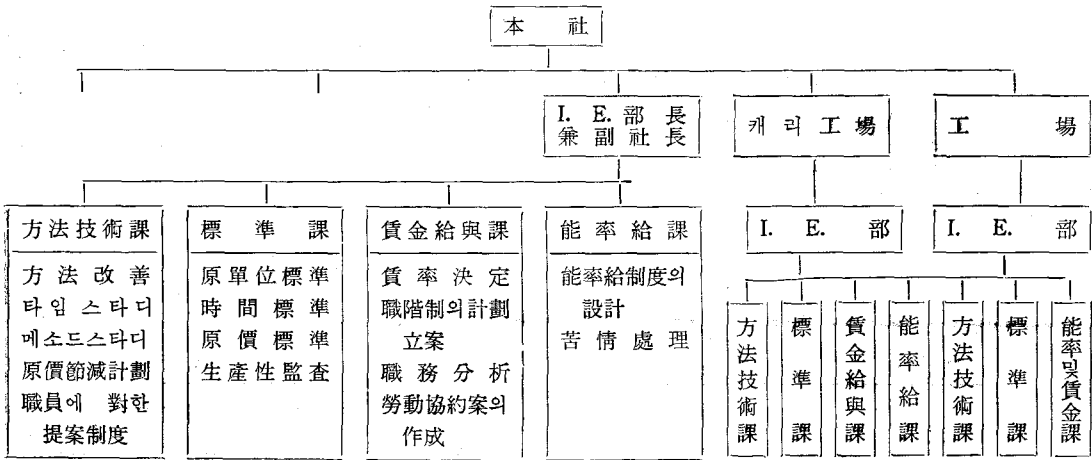 本 社
I. E. 部 長
兼 副 社 長
캐 리 工 場
工 場
方 法 技 術 課
方 法 改 善
타 임 스 타 디
메소드스타디
原價節減計劃
職員에 對한
提案制度
標 準 課
原單位標準
時 間 標 準
原 價 標 準
生産性監査
賃金給與課
賃 率 決 定
職階制의計劃
立案
職 務 分 析
勞動協約案의
作成
能 率 給 課
能率給制度의
設計
苦 情 處 理
I. E. 部
I. E. 部
方法技術課
標準課
賃金給與課
能率給課
方法技術課
標準課
能率및賃金課